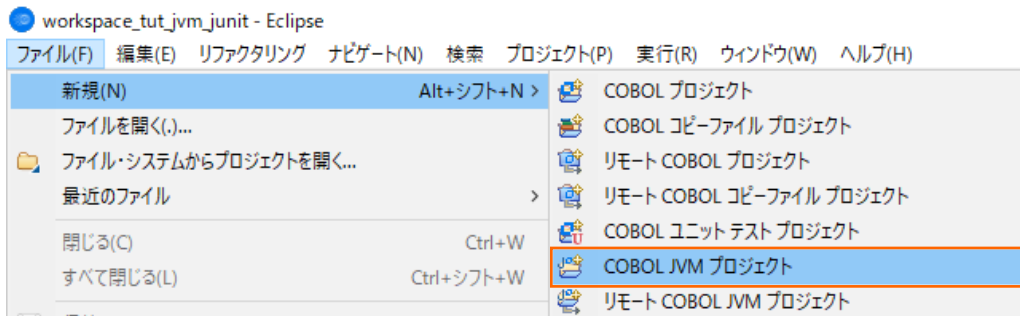 workspace_tut_jvm_junit - Eclipse
ファイル(F) 編集(E) リファクタリング ナビゲート(N) 検索 プロジェクト(P) 実行(R) ウィンドウ(W) ヘルプ(H)
新規(N) Alt+シフト+N >
ファイルを開く(.)...
ファイル・システムからプロジェクトを開く...
最近のファイル >
閉じる(C) Ctrl+W
すべて閉じる(L) Ctrl+シフト+W
COBOL プロジェクト
COBOL コピーファイル プロジェクト
リモート COBOL プロジェクト
リモート COBOL コピーファイル プロジェクト
COBOL ユニット テスト プロジェクト
COBOL JVM プロジェクト
リモート COBOL JVM プロジェクト